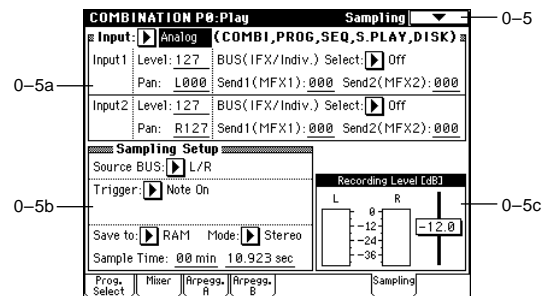 COMBINATION P0:Play Sampling 0–5
Input: Analog (COMBI,PROG,SEQ,S.PLAY,DISK)
Input1 Level: 127 BUS(IFX/Indiv.) Select: Off
0–5a
Pan: L000 Send1(MFX1): 000 Send2(MFX2): 000
Input2 Level: 127 BUS(IFX/Indiv.) Select: Off
Pan: R127 Send1(MFX1): 000 Send2(MFX2): 000
Sampling Setup
Source BUS: L/R
Trigger: Note On
Recording Level [dB]
L R
0–5b
0–5c
0
-12
-24
-36
-12.0
Save to: RAM Mode: Stereo
Sample Time: 00 min 10.923 sec
Prog. Select Mixer Arpegg. A Arpegg. B Sampling